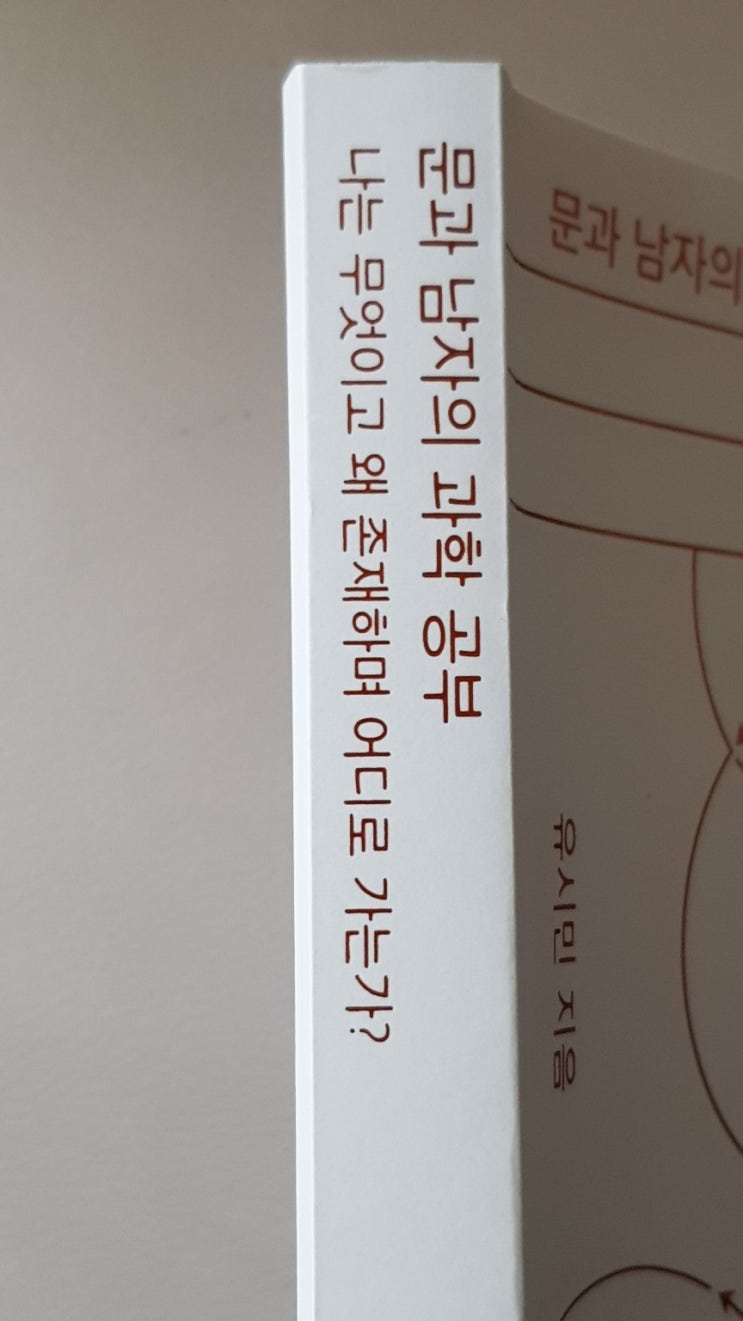 문과 남자의 과학 공부
나는 무엇이고 왜 존재하며 어디로 가는가?
문과 남자의
유시민 지음